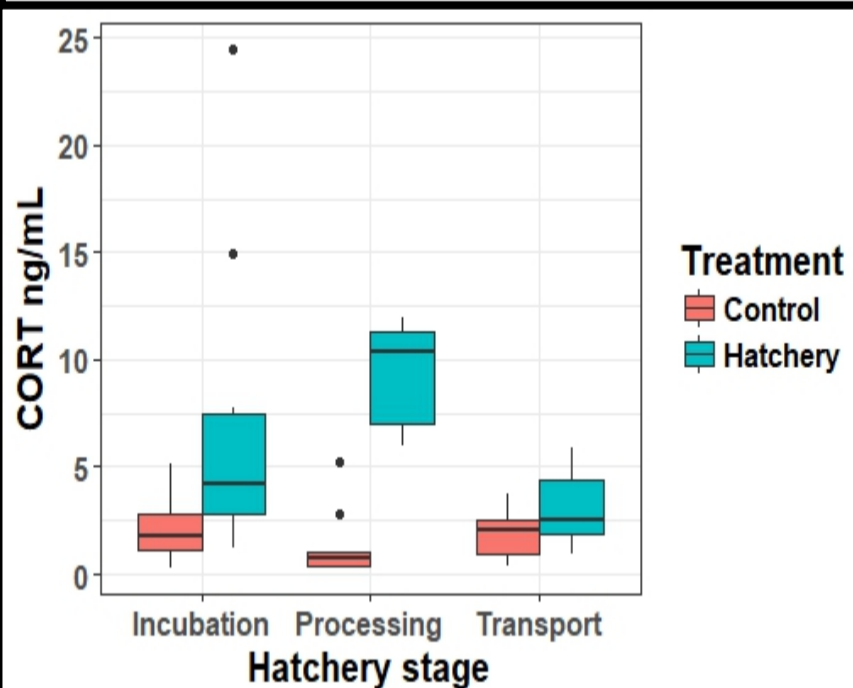 25
20
15
10
5
0
CORT ng/mL
Incubation Processing Transport
Hatchery stage
Treatment
Control
Hatchery